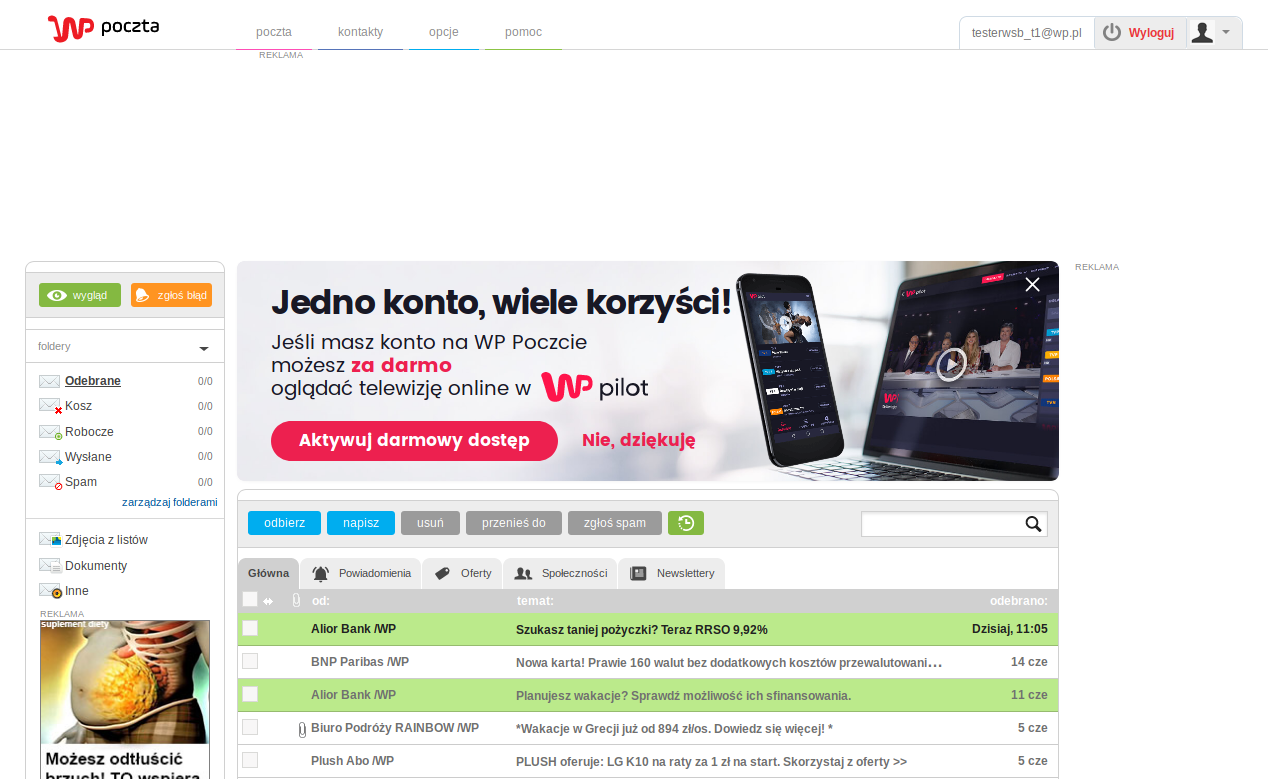 WP poczta
poczta kontakty opcje pomoc
testerwsb_t1@wp.pl Wyloguj
REKLAMA
wygląd zgłoś błąd
foldery
Odebrane 0/0
Kosz 0/0
Robocze 0/0
Wysłane 0/0
Spam 0/0
zarządzaj folderami
Zdjęcia z listów
Dokumenty
Inne
REKLAMA
suplement diety
Możesz odtłuścić
brzuch! TO wspiera
Jedno konto, wiele korzyści!
Jeśli masz konto na WP Poczcie
możesz za darmo
oglądać telewizję online w WP pilot
Aktywuj darmowy dostęp Nie, dziękuję
REKLAMA
odbierz napisz usuń przenieś do zgłoś spam
Główna Powiadomienia Oferty Społeczności Newslettery
od: temat: odebrano:
Alior Bank /WP Szukasz taniej pożyczki? Teraz RRSO 9,92% Dzisiaj, 11:05
BNP Paribas /WP Nowa karta! Prawie 160 walut bez dodatkowych kosztów przewalutowani... 14 cze
Alior Bank /WP Planujesz wakacje? Sprawdź możliwość ich sfinansowania. 11 cze
Biuro Podróży RAINBOW /WP *Wakacje w Grecji już od 894 zł/os. Dowiedz się więcej! * 5 cze
Plush Abo /WP PLUSH oferuje: LG K10 na raty za 1 zł na start. Skorzystaj z oferty >> 5 cze